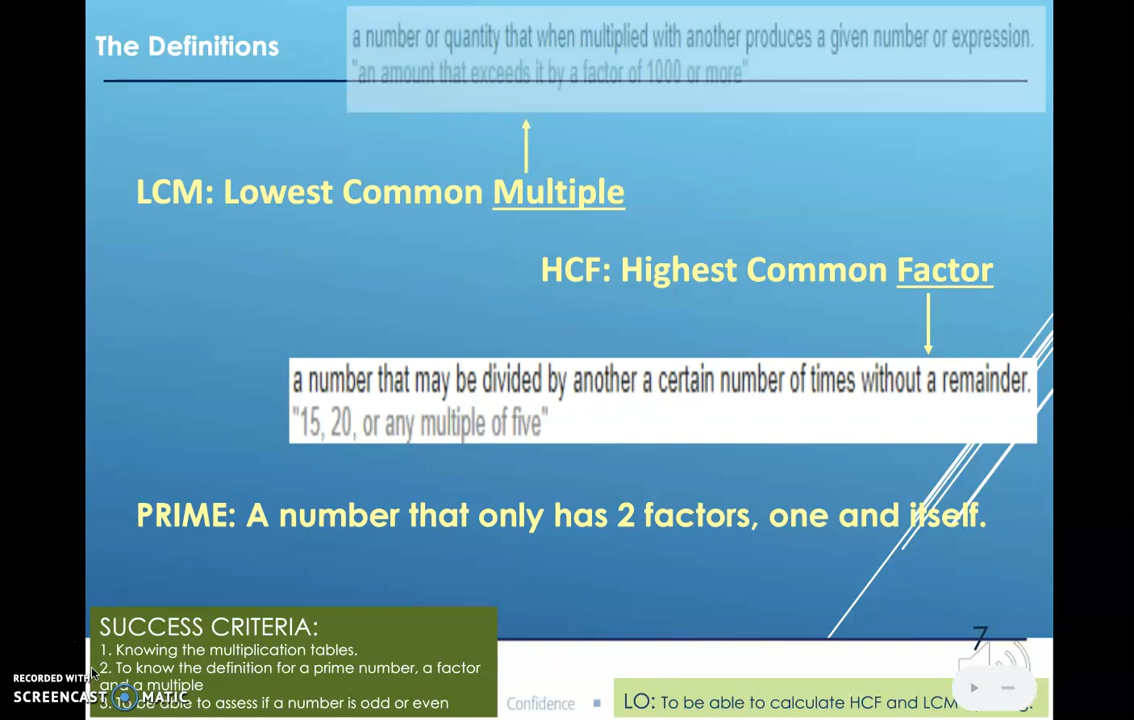 The Definitions
a number or quantity that when multiplied with another produces a given number or expression.
"an amount that exceeds it by a factor of 1000 or more"
LCM: Lowest Common Multiple
HCF: Highest Common Factor
a number that may be divided by another a certain number of times without a remainder.
"15, 20, or any multiple of five"
PRIME: A number that only has 2 factors, one and itself.
7
SUCCESS CRITERIA:
1. Knowing the multiplication tables.
2. To know the definition for a prime number, a factor
and a multiple
3. To be able to assess if a number is odd or even
Confidence
LO: To be able to calculate HCF and LCM
RECORDED WITH
SCREENCAST MATIC